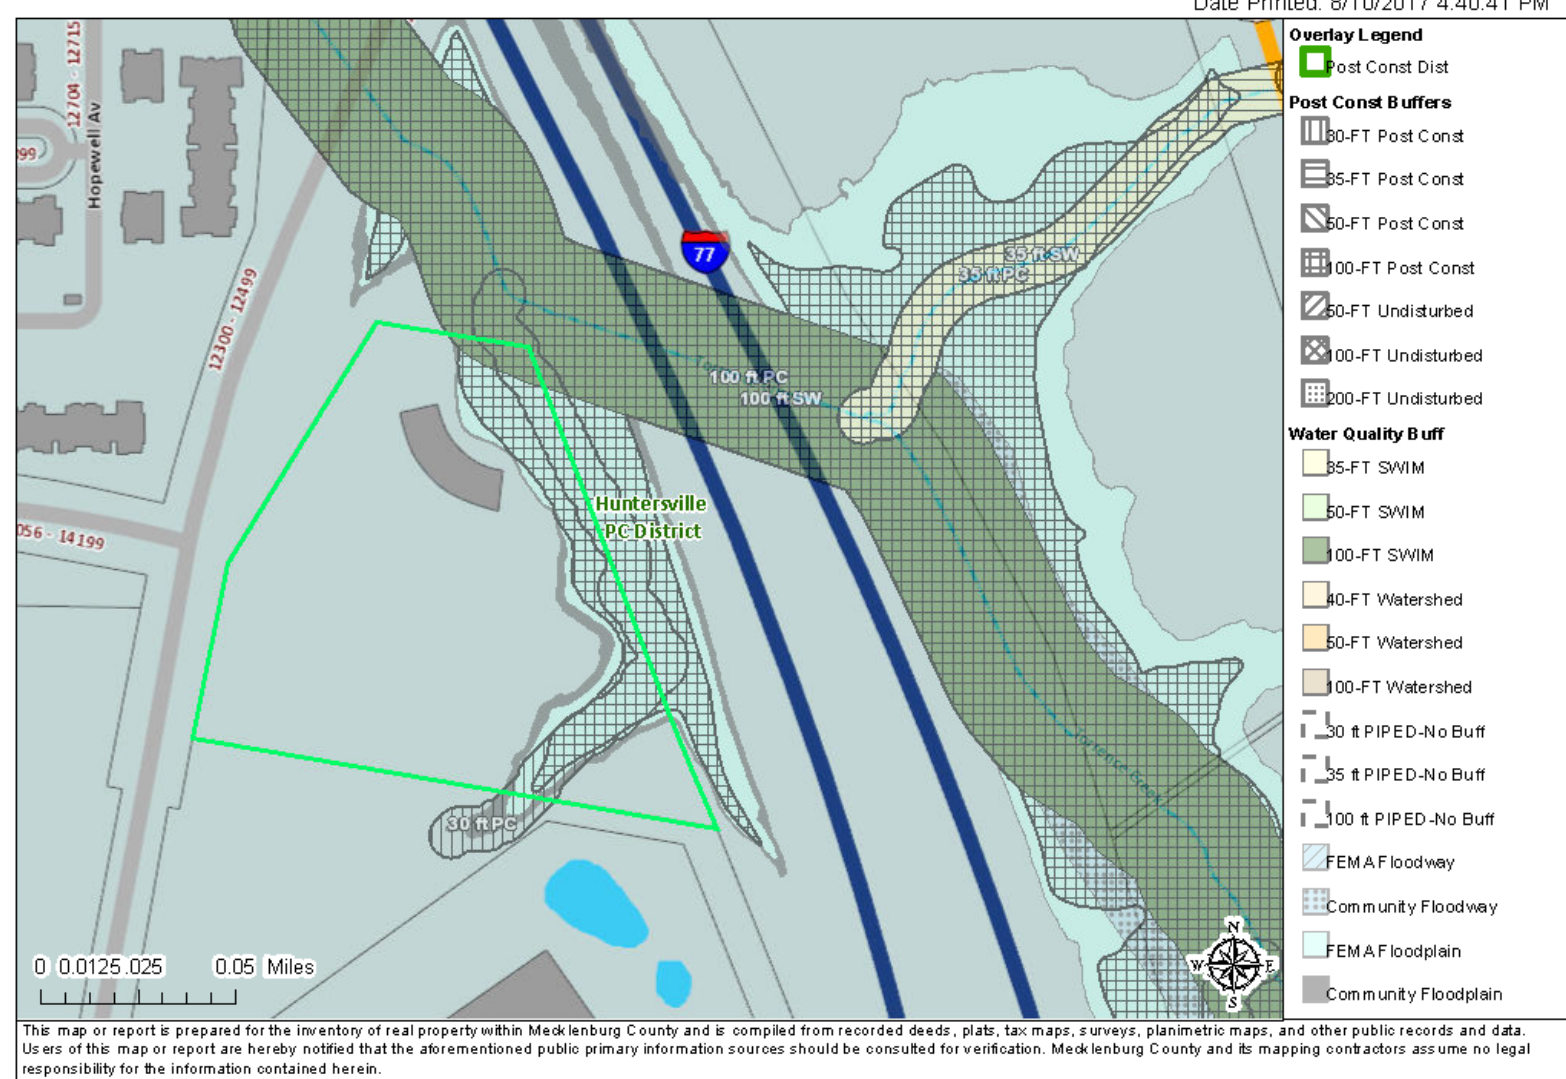 Date Printed: 8/10/2017 4:40:41 PM
12704 - 12715
Hopewell Av
99
12300 - 12499
056 - 14199
77
35 ft SW
35 ft PC
100 ft PC
100 ft SW
Huntersville
PC District
30 ft PC
Torrence Creek
0 0.0125.025 0.05 Miles
N
W E
S
Overlay Legend
Post Const Dist
Post Const Buffers
30-FT Post Const
35-FT Post Const
50-FT Post Const
100-FT Post Const
50-FT Undisturbed
100-FT Undisturbed
200-FT Undisturbed
Water Quality Buff
35-FT SWIM
50-FT SWIM
100-FT SWIM
40-FT Watershed
50-FT Watershed
100-FT Watershed
30 ft PIPED-No Buff
35 ft PIPED-No Buff
100 ft PIPED-No Buff
FEMA Floodway
Community Floodway
FEMA Floodplain
Community Floodplain
This map or report is prepared for the inventory of real property within Mecklenburg County and is compiled from recorded deeds, plats, tax maps, surveys, planimetric maps, and other public records and data.
Users of this map or report are hereby notified that the aforementioned public primary information sources should be consulted for verification. Mecklenburg County and its mapping contractors assume no legal
responsibility for the information contained herein.